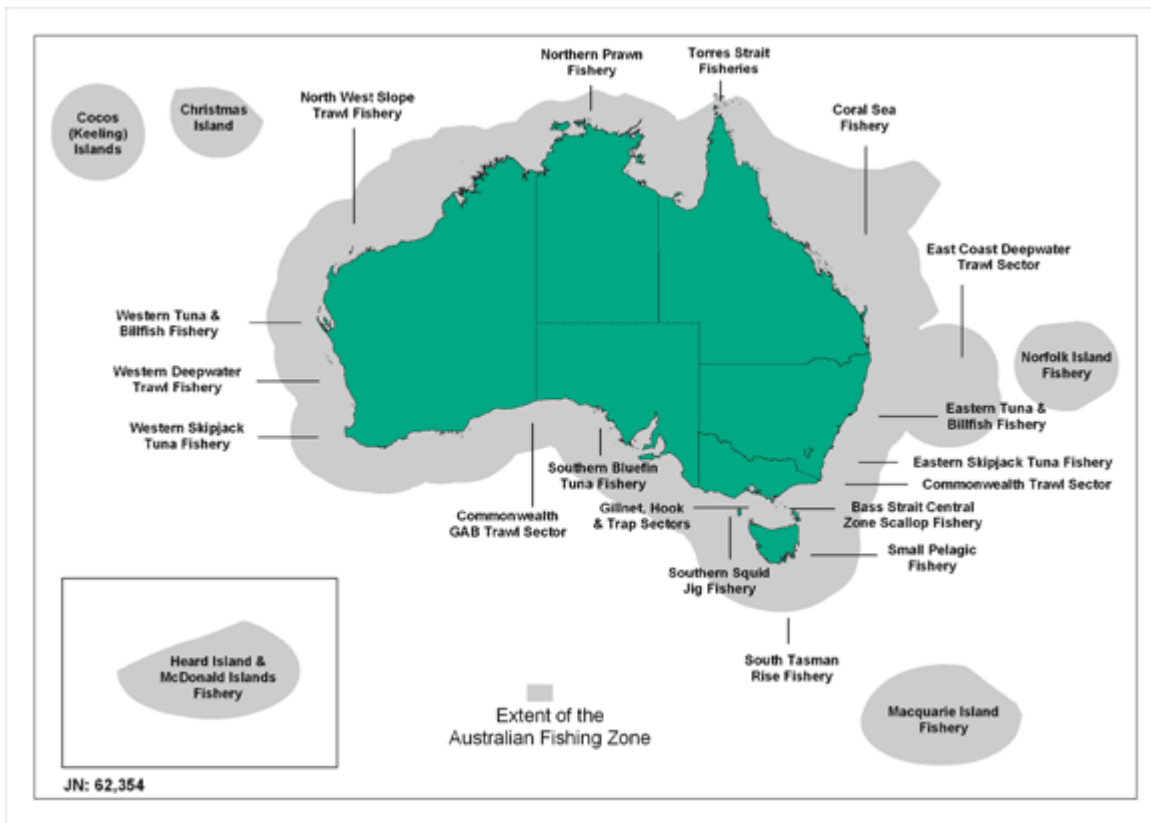 Northern Prawn
Fishery
Torres Strait
Fisheries
North West Slope
Trawl Fishery
Christmas
Island
Cocos
(Keeling)
Islands
Coral Sea
Fishery
East Coast Deepwater
Trawl Sector
Western Tuna &
Billfish Fishery
Norfolk Island
Fishery
Western Deepwater
Trawl Fishery
Eastern Tuna &
Billfish Fishery
Western Skipjack
Tuna Fishery
Eastern Skipjack Tuna Fishery
Southern Bluefin
Tuna Fishery
Commonwealth Trawl Sector
Commonwealth
GAB Trawl Sector
Gillnet, Hook
& Trap Sectors
Bass Strait Central
Zone Scallop Fishery
Small Pelagic
Fishery
Southern Squid
Jig Fishery
South Tasman
Rise Fishery
Heard Island &
McDonald Islands
Fishery
Macquarie Island
Fishery
Extent of the
Australian Fishing Zone
JN: 62,354